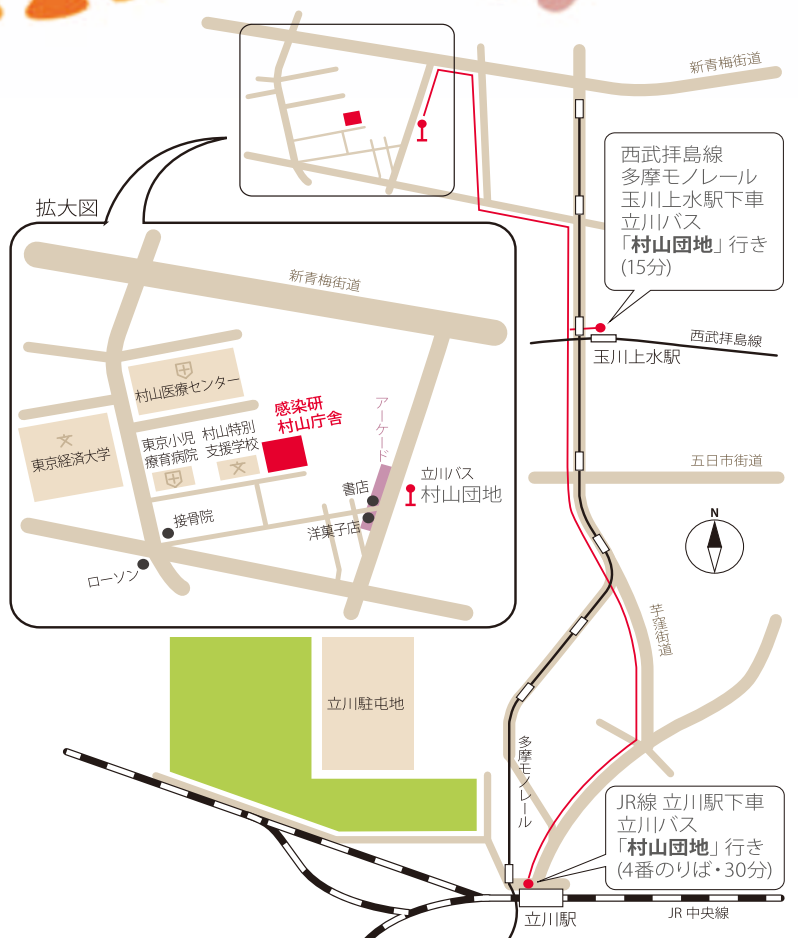 新青梅街道
西武拝島線
多摩モノレール
玉川上水駅下車
立川バス
「村山団地」行き
(15分)
拡大図
新青梅街道
村山医療センター
東京経済大学
東京小児
療育病院
村山特別
支援学校
感染研
村山庁舎
アーケード
立川バス
村山団地
書店
洋菓子店
接骨院
ローソン
西武拝島線
玉川上水駅
五日市街道
N
芋窪街道
立川駐屯地
多摩モノレール
JR線 立川駅下車
立川バス
「村山団地」行き
(4番のりば・30分)
立川駅
JR 中央線